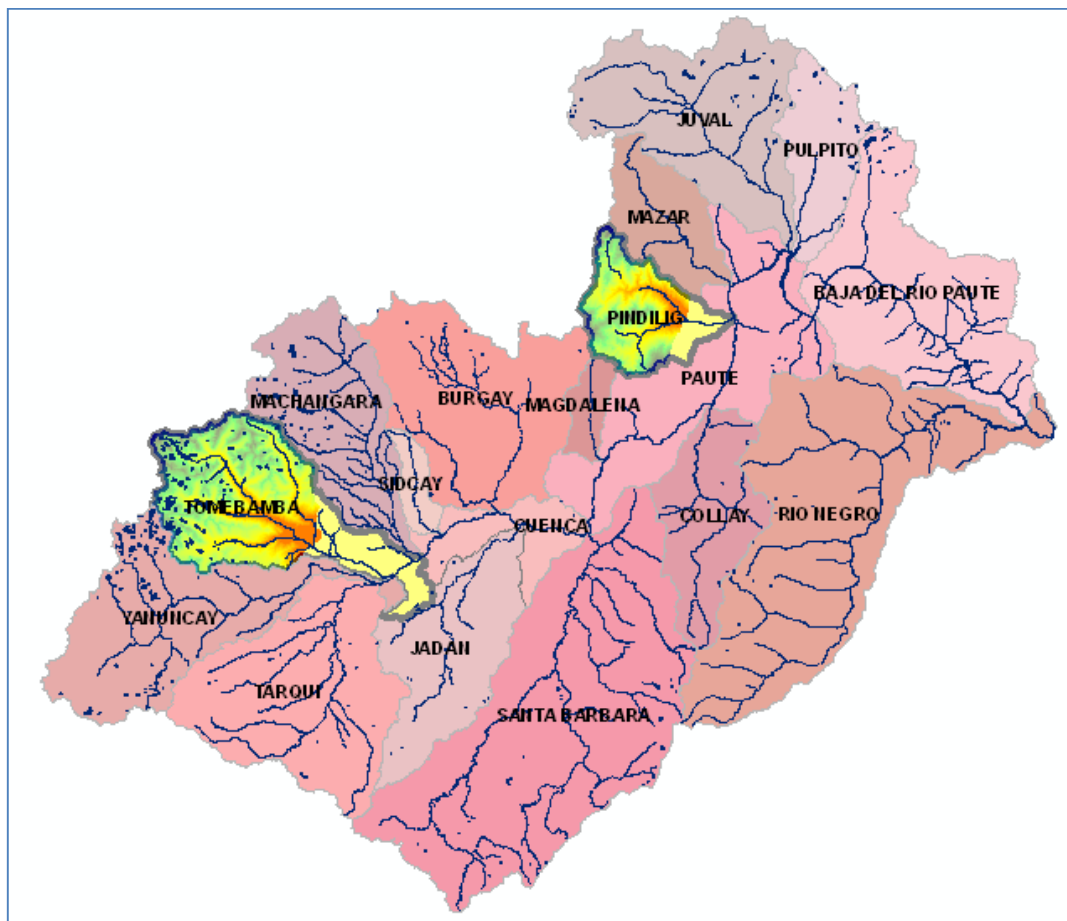 JUVAL
PULPITO
MAZAR
BAJA DEL RIO PAUTE
PINDILIG
PAUTE
MACHANGARA
BURGAY
MAGDALENA
SIDCAY
TOMEBAMBA
CUENCA
COLLAY
RIO NEGRO
YANUNCAY
JADAN
TARQUI
SANTA BARBARA